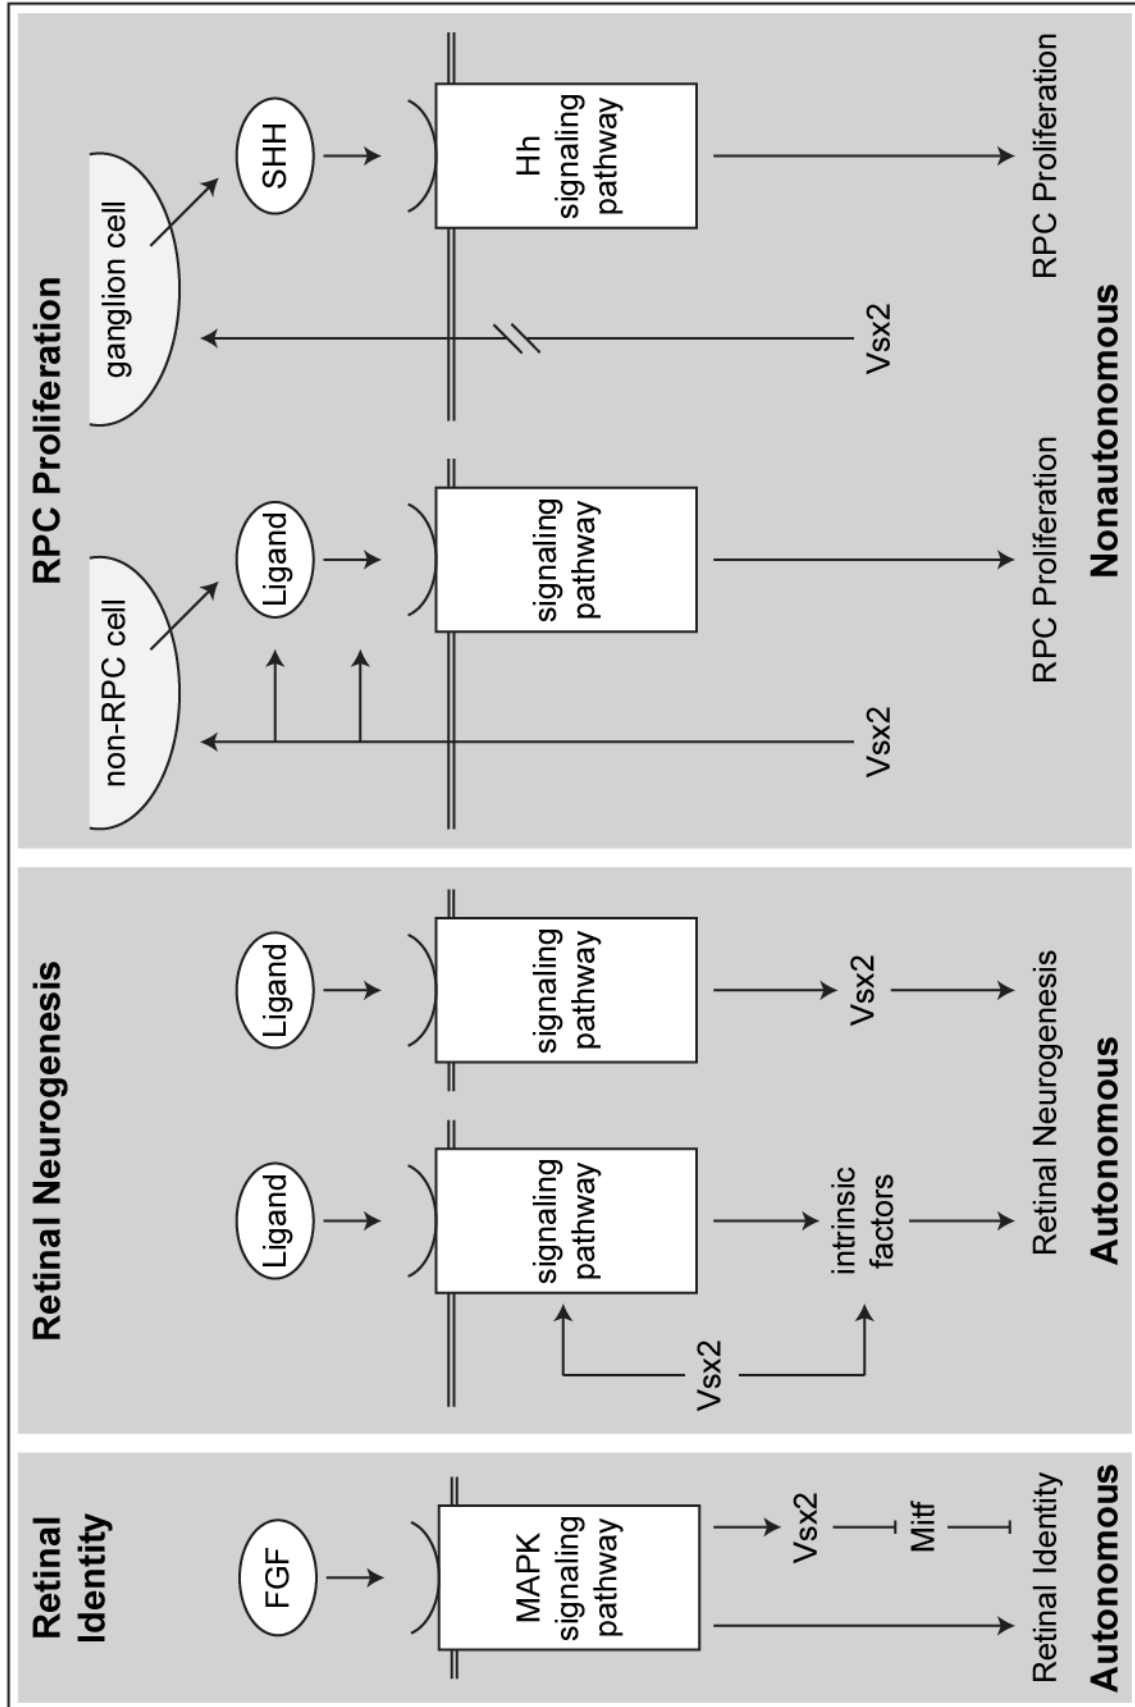 Retinal
Identity
FGF
MAPK
signaling
pathway
Vsx2
Mitf
Retinal Identity
Autonomous
Retinal Neurogenesis
Ligand
signaling
pathway
Vsx2
intrinsic
factors
Ligand
signaling
pathway
Vsx2
Retinal Neurogenesis
Autonomous
RPC Proliferation
non-RPC cell
Ligand
signaling
pathway
Vsx2
RPC Proliferation
ganglion cell
SHH
Hh
signaling
pathway
Vsx2
RPC Proliferation
Nonautonomous